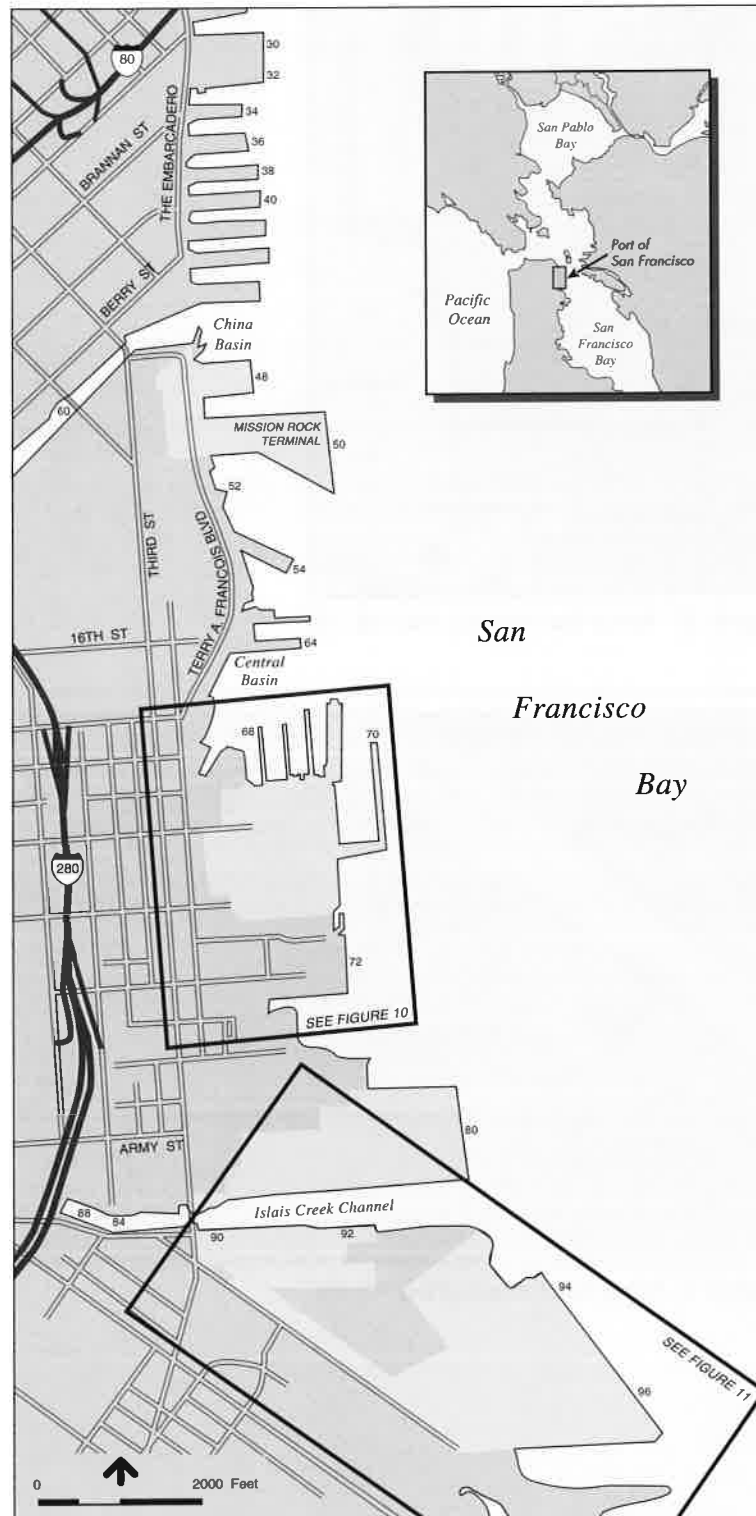 80
30
32
34
36
38
40
BRANNAN ST
THE EMBARCADERO
BERRY ST
China
Basin
48
60
MISSION ROCK
TERMINAL
50
52
54
THIRD ST
TERRY A. FRANCOIS BLVD
16TH ST
64
Central
Basin
San Pablo
Bay
Port of
San Francisco
Pacific
Ocean
San
Francisco
Bay
San
Francisco
Bay
68
70
280
72
SEE FIGURE 10
80
ARMY ST
88
84
Islais Creek Channel
90
92
94
96
SEE FIGURE 11
0
2000 Feet